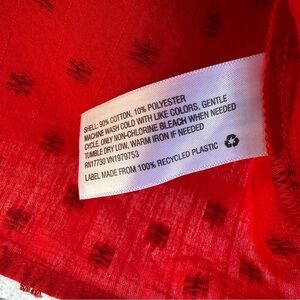 SHELL: 90% COTTON, 10% POLYESTER
MACHINE WASH COLD WITH LIKE COLORS, GENTLE
CYCLE, ONLY NON-CHLORINE BLEACH WHEN NEEDED
TUMBLE DRY LOW, WARM IRON IF NEEDED
RN17730 VN1979753
LABEL MADE FROM 100% RECYCLED PLASTIC